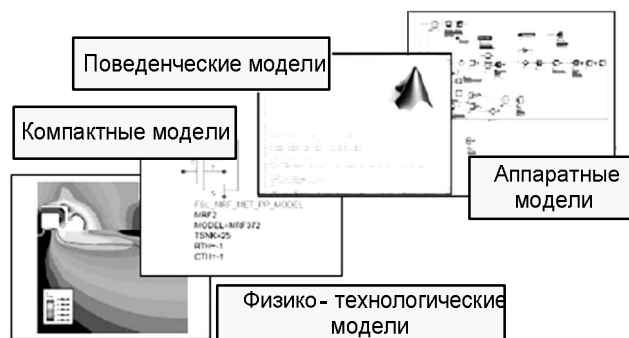 Поведенческие модели
Компактные модели
Аппаратные
модели
FSL_MRF_MET_PP_MODEL
MRF2
MODEL=MRF372
TSNK=25
RTH=-1
CTH=-1
Физико- технологические
модели